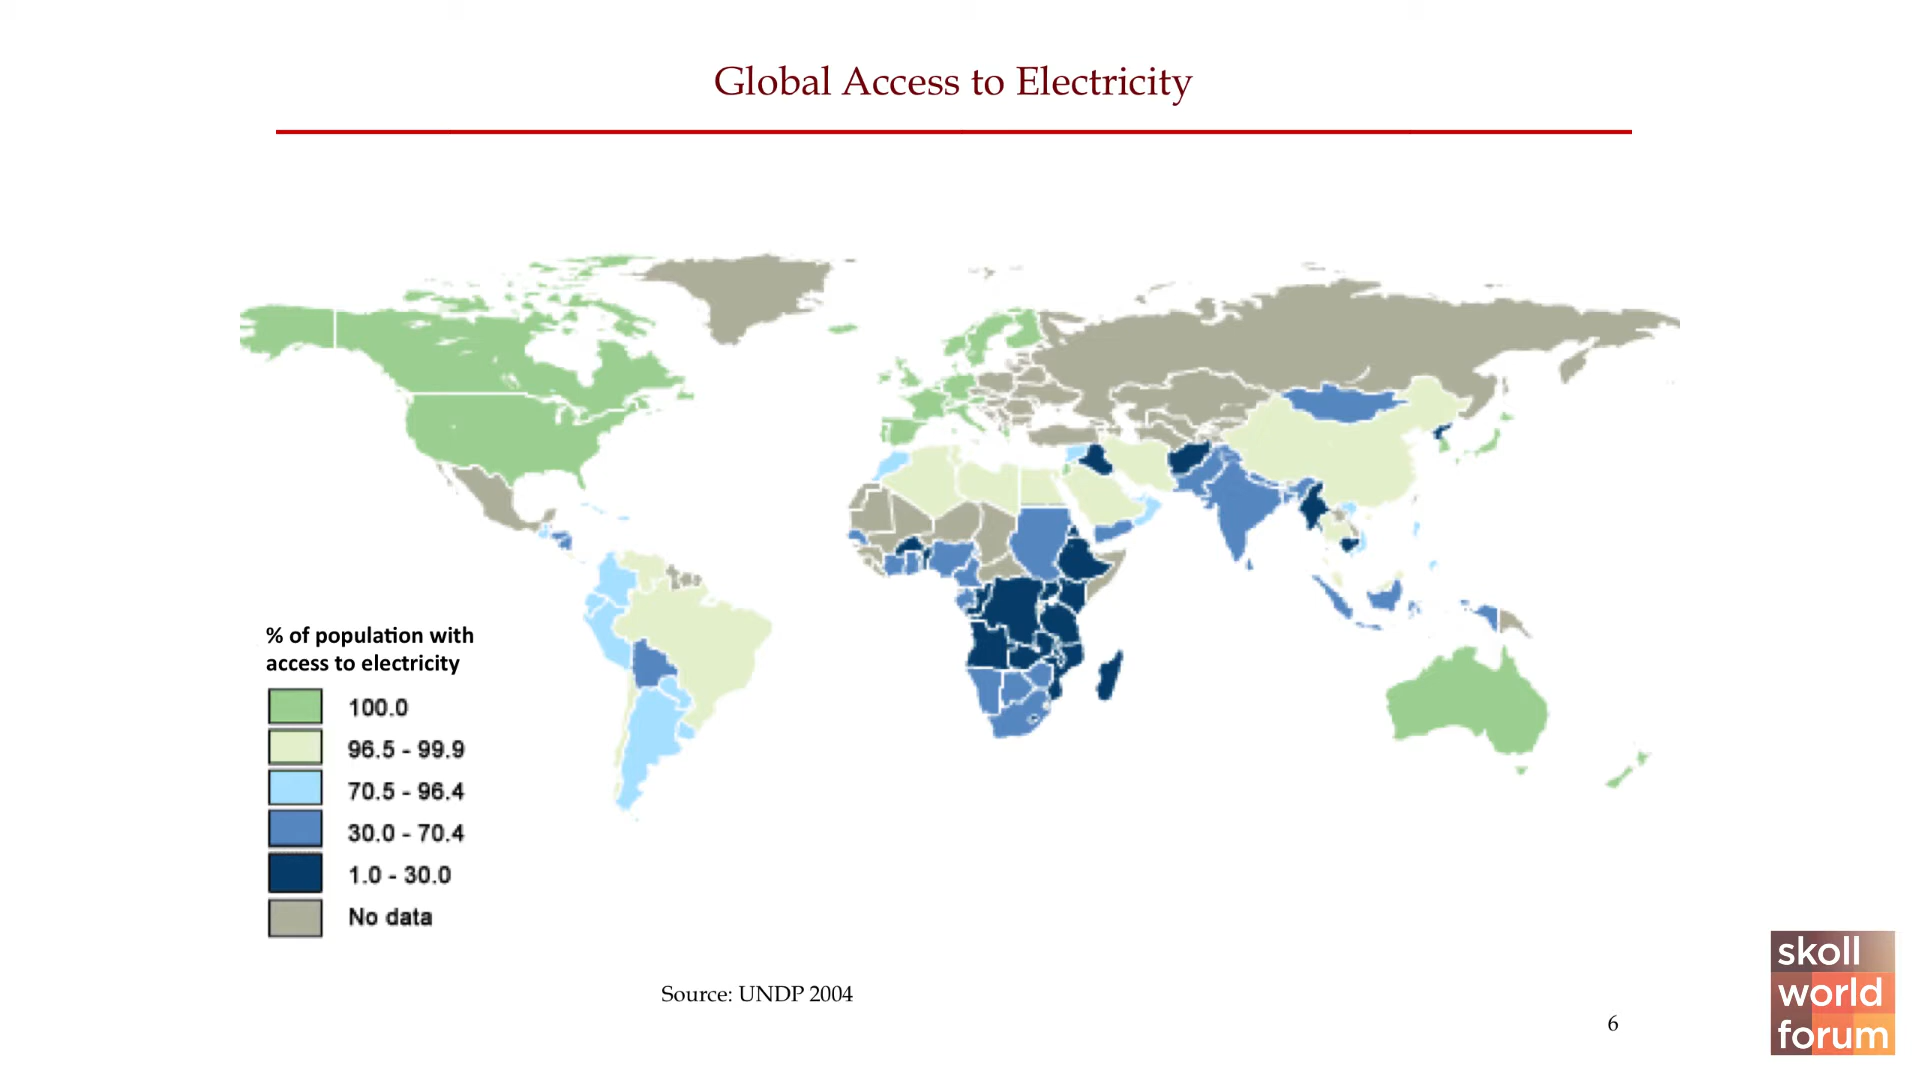 Global Access to Electricity
% of population with
access to electricity
100.0
96.5 - 99.9
70.5 - 96.4
30.0 - 70.4
1.0 - 30.0
No data
Source: UNDP 2004
6
skoll
world
forum